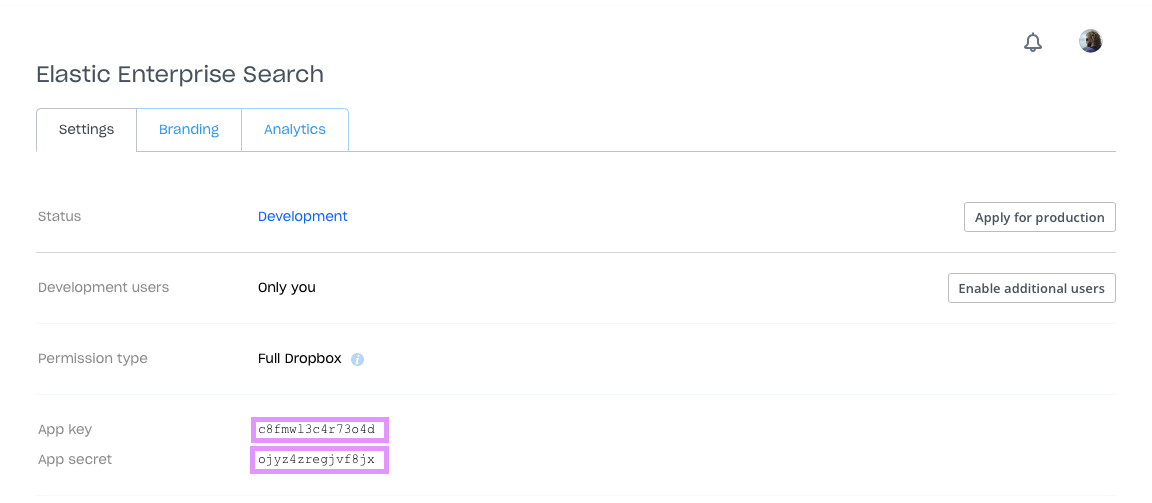 Elastic Enterprise Search
Settings Branding Analytics
Status Development Apply for production
Development users Only you Enable additional users
Permission type Full Dropbox i
App key c8fmwl3c4r73o4d
App secret ojyz4zregjvf8jx